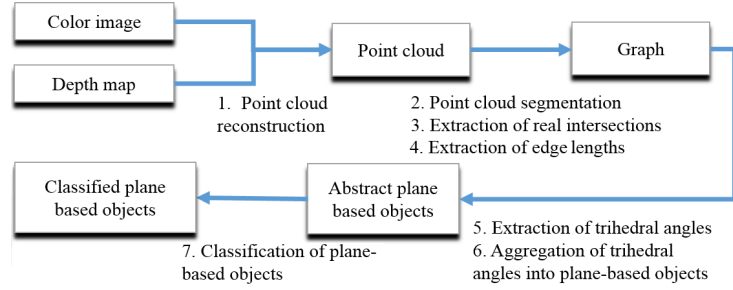 Color image
Depth map
Point cloud
Graph
1. Point cloud
reconstruction
2. Point cloud segmentation
3. Extraction of real intersections
4. Extraction of edge lengths
Classified plane
based objects
Abstract plane
based objects
5. Extraction of trihedral angles
6. Aggregation of trihedral
angles into plane-based objects
7. Classification of plane-
based objects